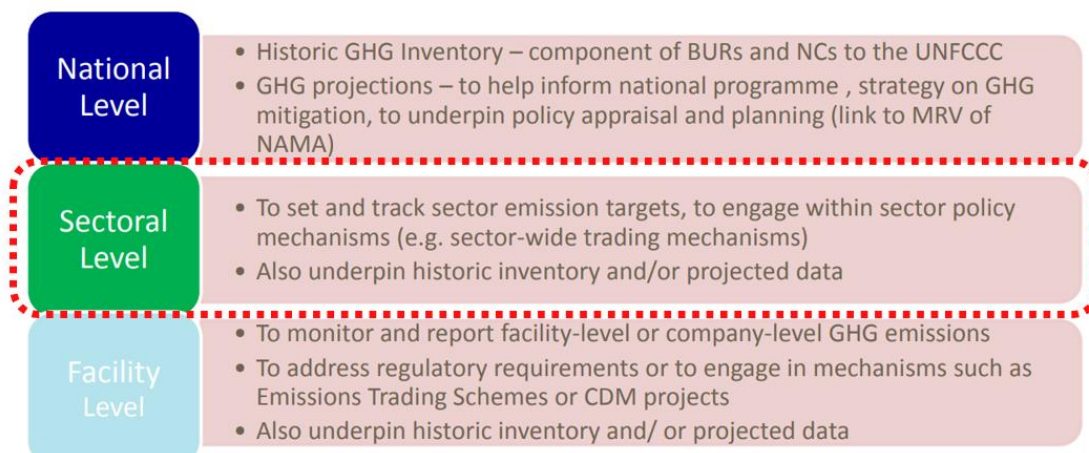 National
Level
• Historic GHG Inventory – component of BURs and NCs to the UNFCCC
• GHG projections – to help inform national programme , strategy on GHG
mitigation, to underpin policy appraisal and planning (link to MRV of
NAMA)
Sectoral
Level
• To set and track sector emission targets, to engage within sector policy
mechanisms (e.g. sector-wide trading mechanisms)
• Also underpin historic inventory and/or projected data
Facility
Level
• To monitor and report facility-level or company-level GHG emissions
• To address regulatory requirements or to engage in mechanisms such as
Emissions Trading Schemes or CDM projects
• Also underpin historic inventory and/ or projected data